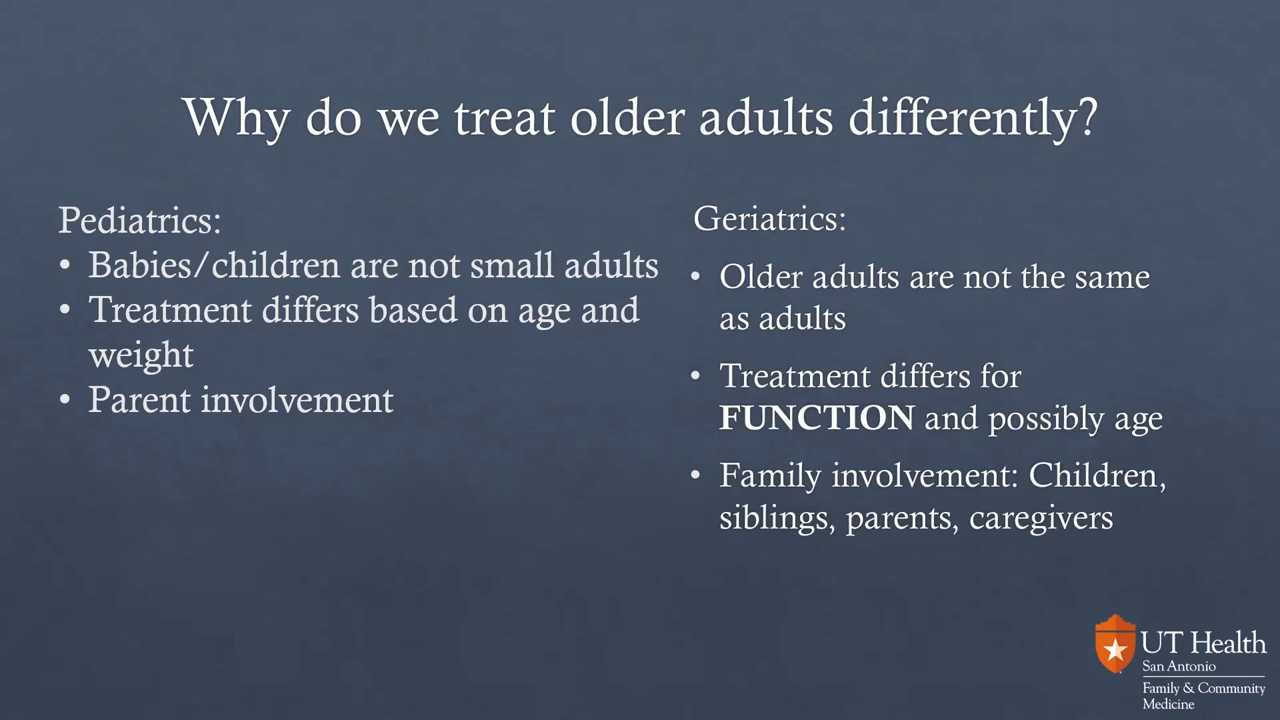 Why do we treat older adults differently?
Pediatrics:
• Babies/children are not small adults
• Treatment differs based on age and
weight
• Parent involvement
Geriatrics:
• Older adults are not the same
as adults
• Treatment differs for
FUNCTION and possibly age
• Family involvement: Children,
siblings, parents, caregivers
UT Health
San Antonio
Family & Community
Medicine